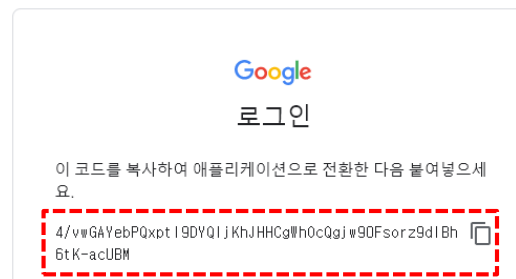 Google
로그인
이 코드를 복사하여 애플리케이션으로 전환한 다음 붙여넣으세
요.
4/vwGAYebPQxptI9DYQIjKhJHHCgWhOcQgjw9OFsorz9dIBh
6tK-acUBM